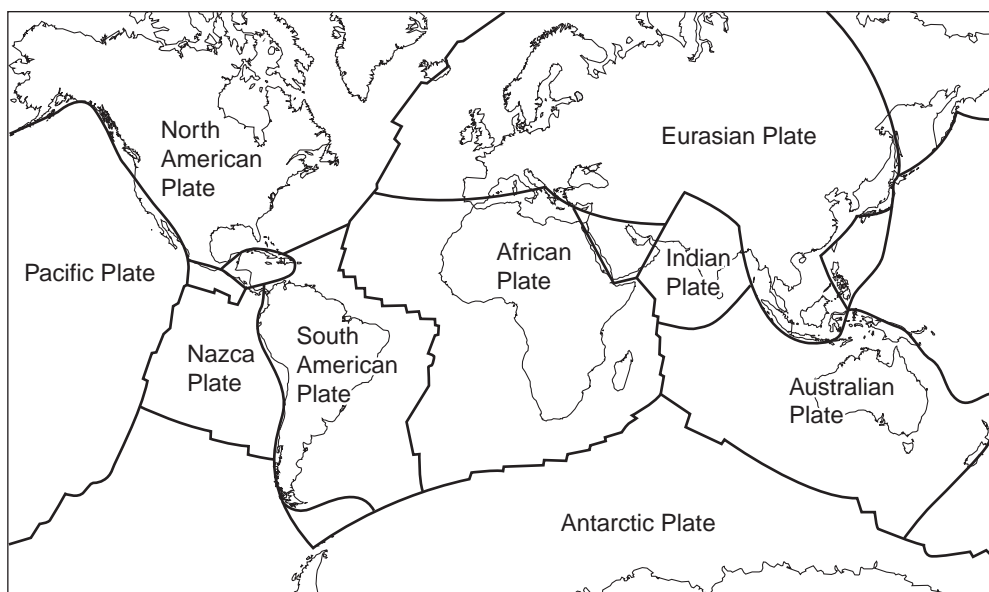 North
American
Plate
Eurasian Plate
Pacific Plate
African
Plate
Indian
Plate
Nazca
Plate
South
American
Plate
Australian
Plate
Antarctic Plate